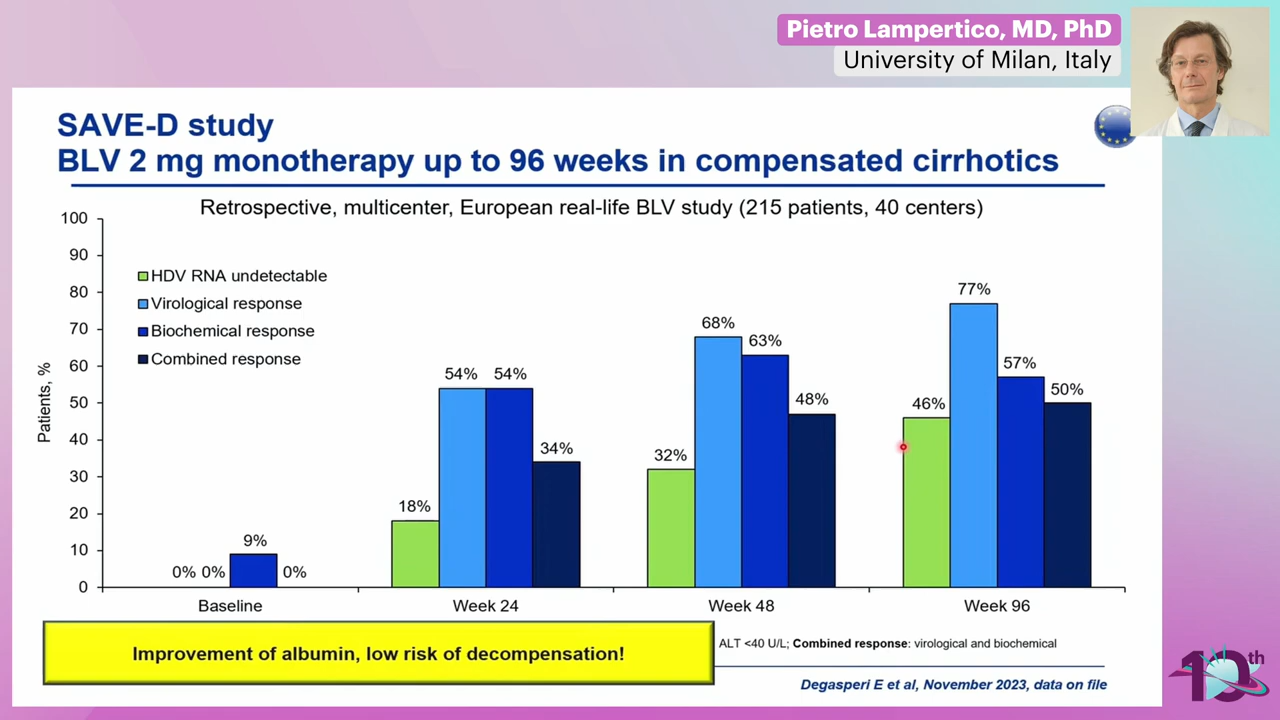 Pietro Lampertico, MD, PhD
University of Milan, Italy
SAVE-D study
BLV 2 mg monotherapy up to 96 weeks in compensated cirrhotics
Retrospective, multicenter, European real-life BLV study (215 patients, 40 centers)
Patients, %
100
90
80
70
60
50
40
30
20
10
0
HDV RNA undetectable
Virological response
Biochemical response
Combined response
0% 0% 9% 0%
18% 54% 54% 34%
32% 68% 63% 48%
46% 77% 57% 50%
Baseline Week 24 Week 48 Week 96
Improvement of albumin, low risk of decompensation!
ALT <40 U/L; Combined response: virological and biochemical
Degasperi E et al, November 2023, data on file
10th